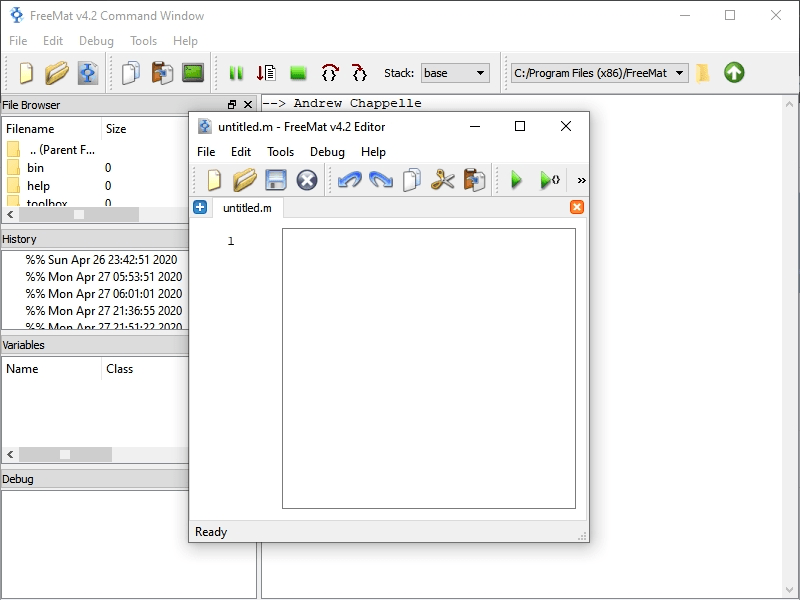 FreeMat v4.2 Command Window
File Edit Debug Tools Help
Stack: base C:/Program Files (x86)/FreeMat
File Browser
Filename Size
.. (Parent F...
bin 0
help 0
toolbox 0
History
%% Sun Apr 26 23:42:51 2020
%% Mon Apr 27 05:53:51 2020
%% Mon Apr 27 06:01:01 2020
%% Mon Apr 27 21:36:55 2020
%% Mon Apr 27 21:51:22 2020
Variables
Name Class
Debug
--> Andrew Chappelle
untitled.m - FreeMat v4.2 Editor
File Edit Tools Debug Help
untitled.m
1
Ready